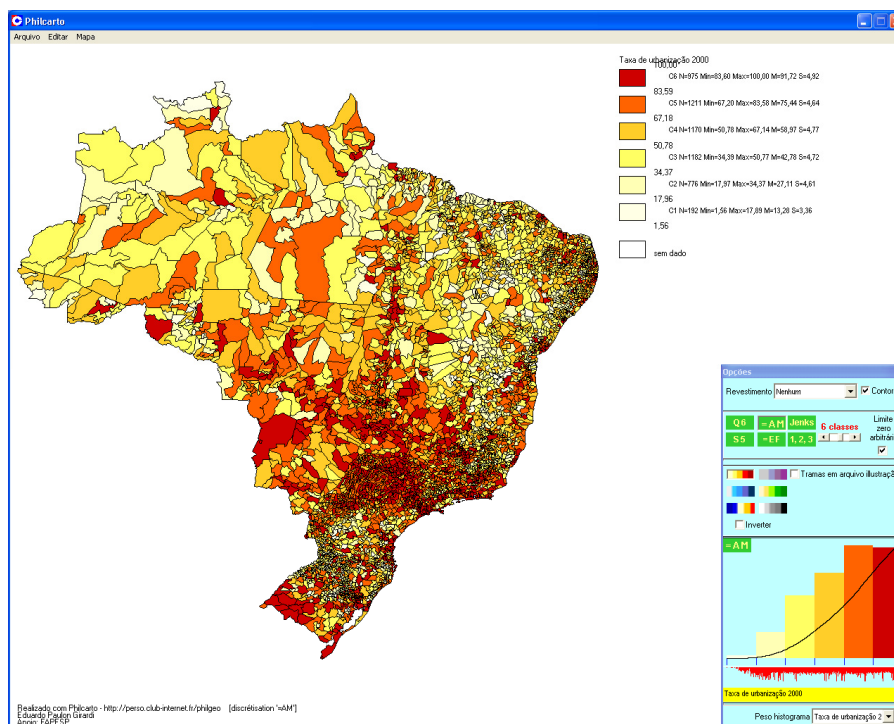 Philcarto
Arquivo Editar Mapa
Taxa de urbanização 2000
100,00
C6 N=975 Min=83,60 Max=100,00 M=91,72 S=4,92
83,59
C5 N=1211 Min=67,20 Max=83,58 M=75,44 S=4,64
67,18
C4 N=1170 Min=50,78 Max=67,14 M=58,97 S=4,77
50,78
C3 N=1182 Min=34,39 Max=50,77 M=42,78 S=4,72
34,37
C2 N=776 Min=17,97 Max=34,37 M=27,11 S=4,61
17,96
C1 N=192 Min=1,56 Max=17,89 M=13,28 S=3,36
1,56
sem dado
Opções
Revestimento Nenhum Contor
Q6 =AM Jenks 6 classes Limite zero arbitrári
S5 =EF 1, 2, 3
Tramas em arquivo ilustraçã
Inverter
=AM
Taxa de urbanização 2000
Peso histograma Taxa de urbanização 2
Realizado com Philcarto - http://perso.club-internet.fr/philgeo [discrétisation '=AM']
Eduardo Paulon Girardi
Apoio: FAPESP